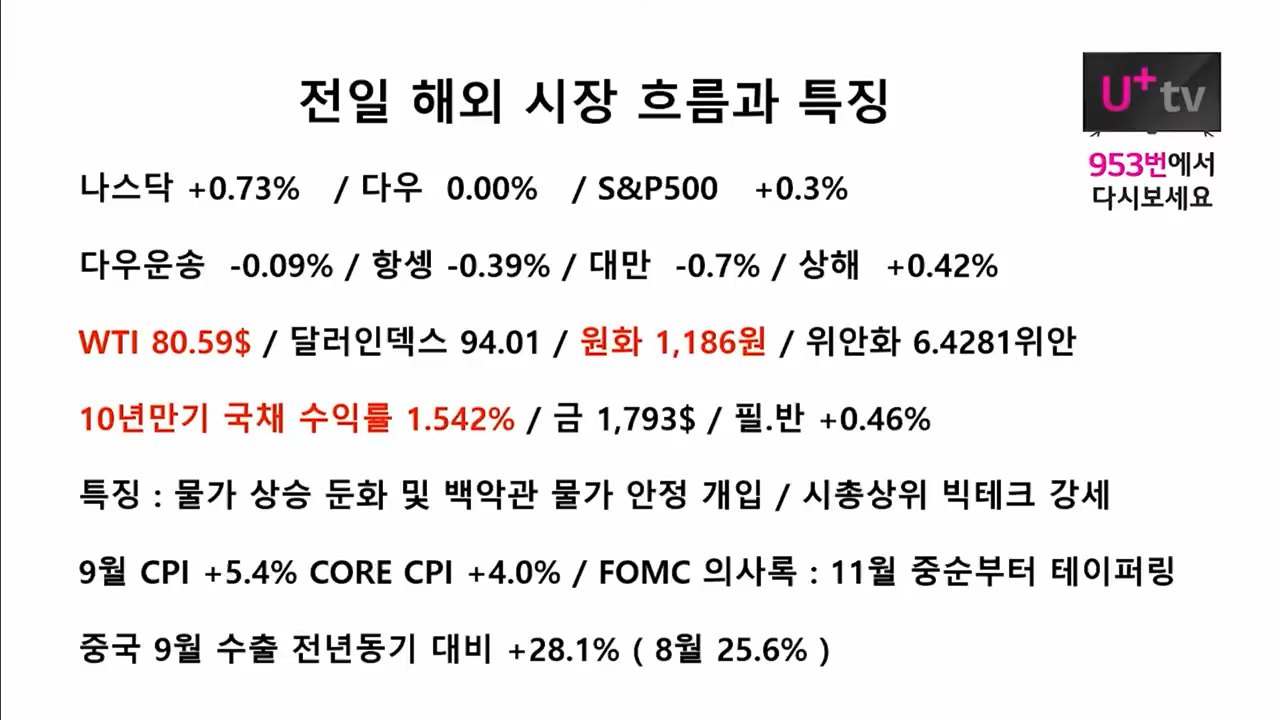 전일 해외 시장 흐름과 특징
U+ tv
953번에서
다시보세요
나스닥 +0.73% / 다우 0.00% / S&P500 +0.3%
다우운송 -0.09% / 항셍 -0.39% / 대만 -0.7% / 상해 +0.42%
WTI 80.59$ / 달러인덱스 94.01 / 원화 1,186원 / 위안화 6.4281위안
10년만기 국채 수익률 1.542% / 금 1,793$ / 필.반 +0.46%
특징 : 물가 상승 둔화 및 백악관 물가 안정 개입 / 시총상위 빅테크 강세
9월 CPI +5.4% CORE CPI +4.0% / FOMC 의사록 : 11월 중순부터 테이퍼링
중국 9월 수출 전년동기 대비 +28.1% ( 8월 25.6% )